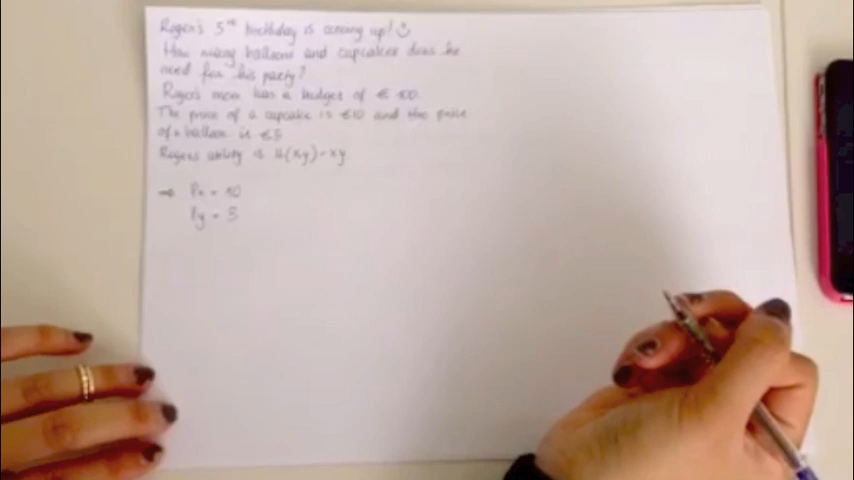 Roger's 5th birthday is coming up! ☺
How many balloons and cupcakes does he
need for his party?
Roger's mom has a budget of € 100.
The price of a cupcake is €10 and the price
of a balloon is €5
Rogers utility is U(x,y) = xy
→ Px = 10
Py = 5